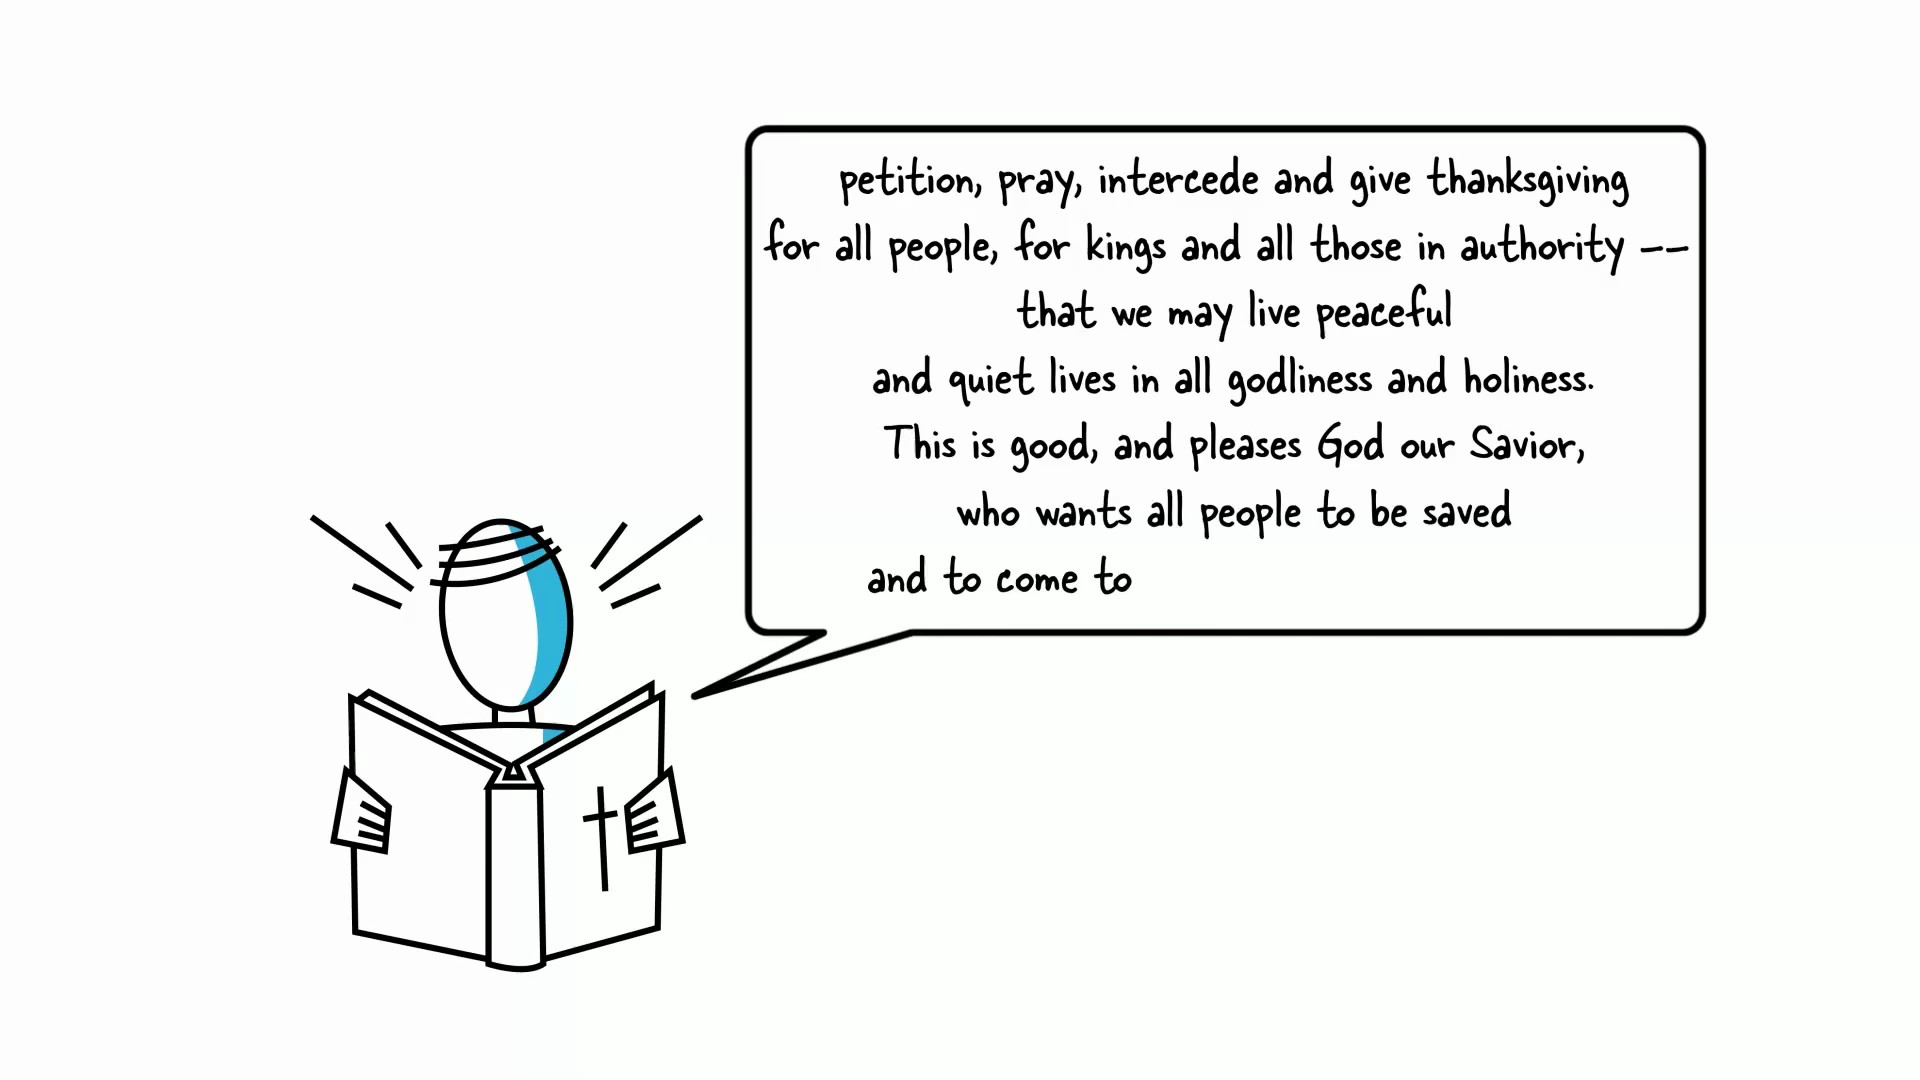 petition, pray, intercede and give thanksgiving
for all people, for kings and all those in authority --
that we may live peaceful
and quiet lives in all godliness and holiness.
This is good, and pleases God our Savior,
who wants all people to be saved
and to come to